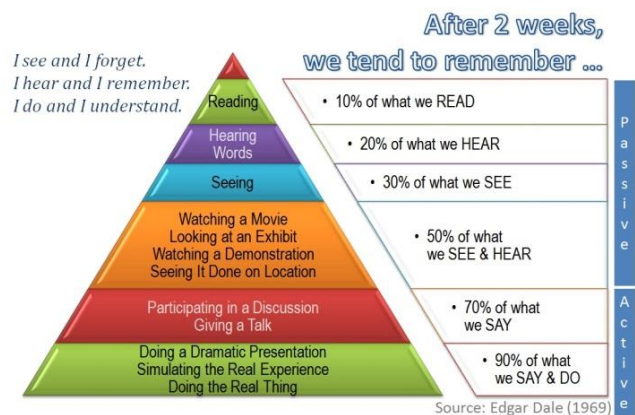 After 2 weeks,
we tend to remember ...
I see and I forget.
I hear and I remember.
I do and I understand.
Reading
• 10% of what we READ
Hearing
Words
• 20% of what we HEAR
Seeing
• 30% of what we SEE
Watching a Movie
Looking at an Exhibit
Watching a Demonstration
Seeing It Done on Location
• 50% of what
we SEE & HEAR
Participating in a Discussion
Giving a Talk
• 70% of what
we SAY
Doing a Dramatic Presentation
Simulating the Real Experience
Doing the Real Thing
• 90% of what
we SAY & DO
Passive
Active
Source: Edgar Dale (1969)